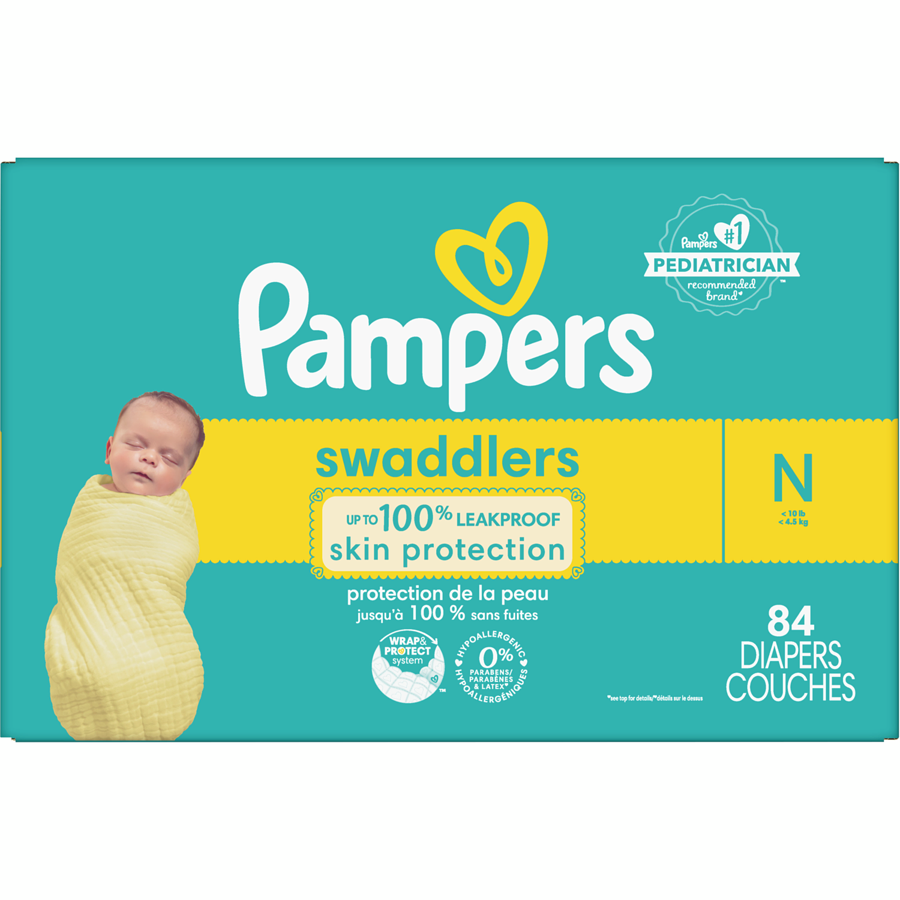 Pampers
Pampers #1
PEDIATRICIAN
recommended
brand
™
swaddlers
N
< 10 lb
< 4.5 kg
UP TO 100% LEAKPROOF
skin protection
protection de la peau
jusqu'à 100 % sans fuites
WRAP&
PROTECT
system
™
HYPOALLERGENIC
0%
PARABENS/
PARABÈNES
& LATEX*
HYPOALLERGÉNIQUES
84
DIAPERS
COUCHES
*see top for details/*détails sur le dessus